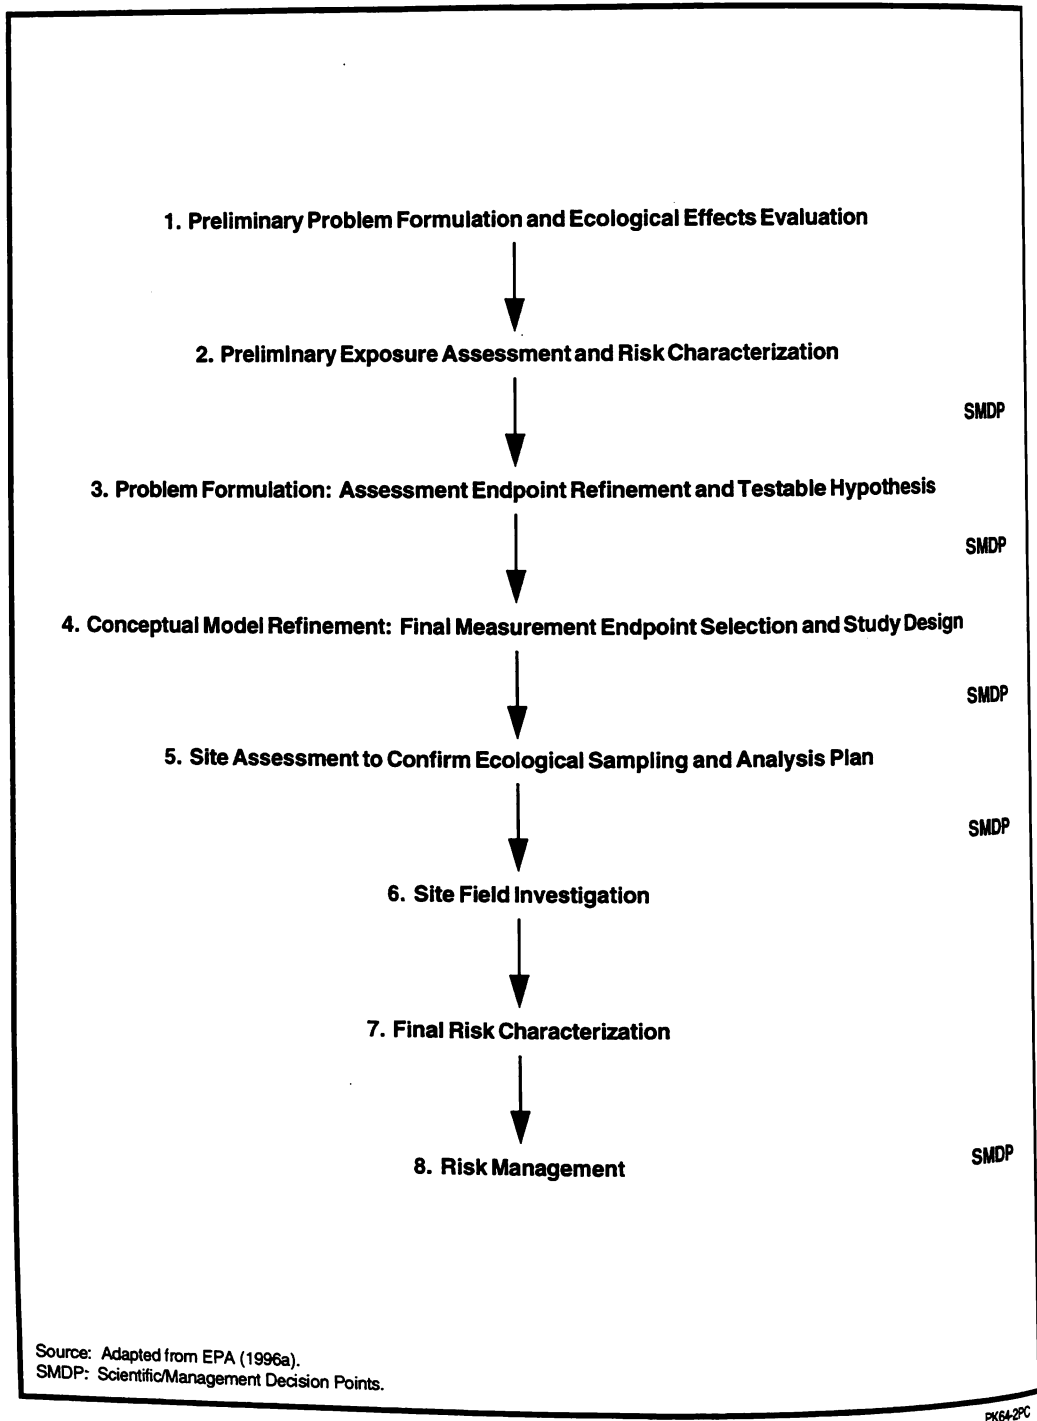 1. Preliminary Problem Formulation and Ecological Effects Evaluation
2. Preliminary Exposure Assessment and Risk Characterization
SMDP
3. Problem Formulation: Assessment Endpoint Refinement and Testable Hypothesis
SMDP
4. Conceptual Model Refinement: Final Measurement Endpoint Selection and Study Design
SMDP
5. Site Assessment to Confirm Ecological Sampling and Analysis Plan
SMDP
6. Site Field Investigation
7. Final Risk Characterization
8. Risk Management
SMDP
Source: Adapted from EPA (1996a).
SMDP: Scientific/Management Decision Points.
PK64-2PC